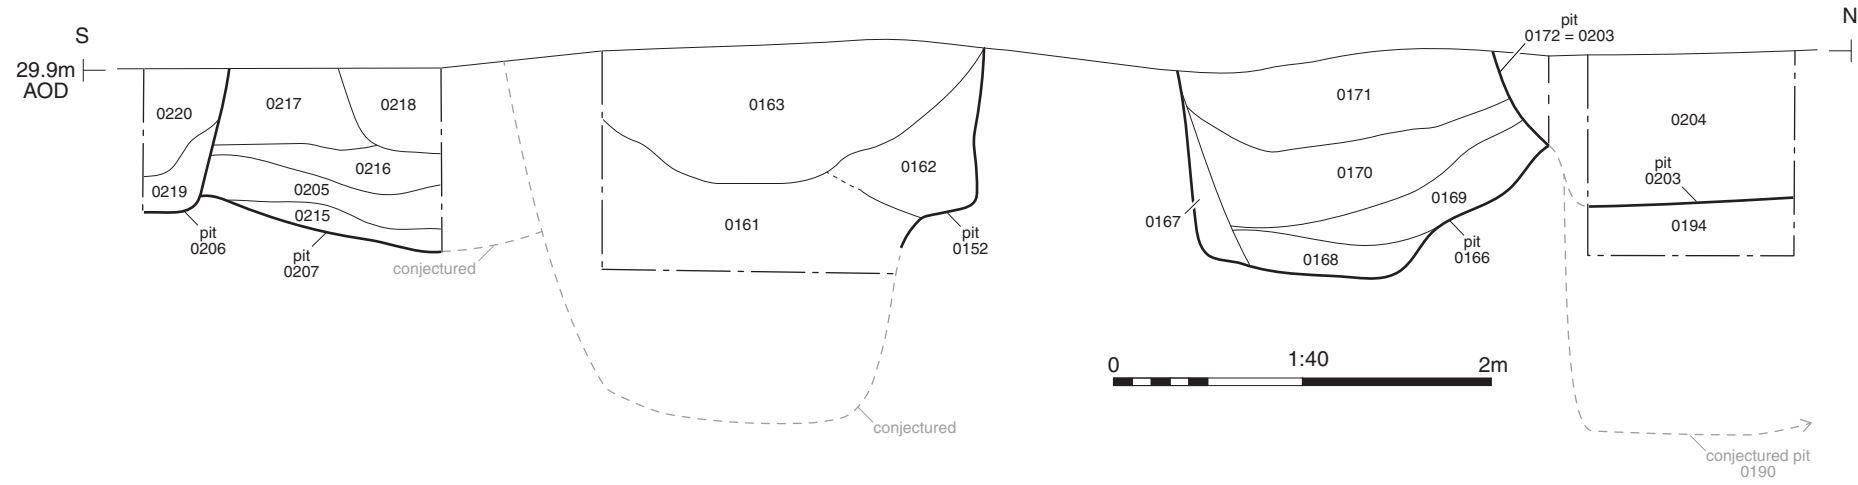 S
N
29.9m
AOD
0220
0217
0218
0216
0205
0219
0215
pit
0206
pit
0207
conjectured
0163
0162
0161
pit
0152
conjectured
pit
0172 = 0203
0171
0170
0169
0167
0168
pit
0166
0204
pit
0203
0194
0
1:40
2m
conjectured pit
0190